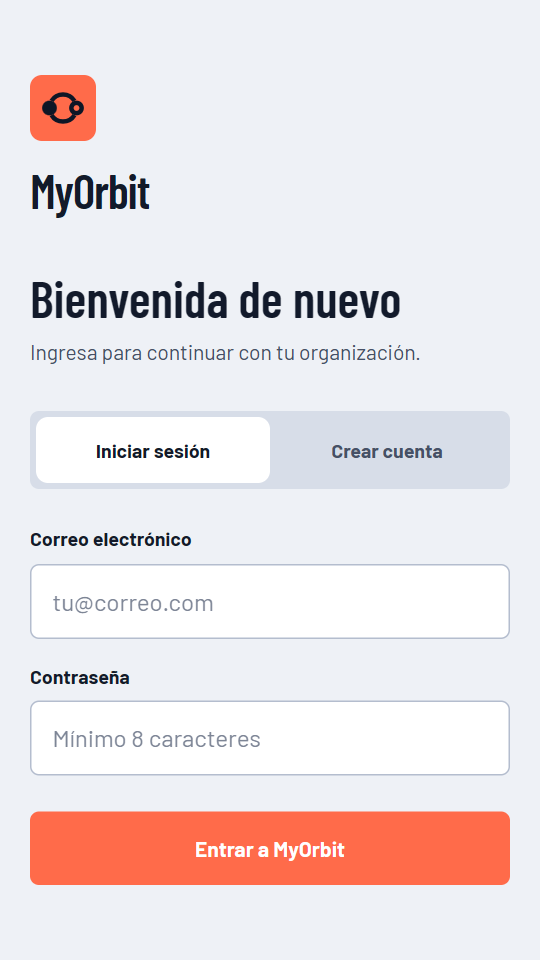 MyOrbit
Bienvenida de nuevo
Ingresa para continuar con tu organización.
Iniciar sesión
Crear cuenta
Correo electrónico
tu@correo.com
Contraseña
Mínimo 8 caracteres
Entrar a MyOrbit